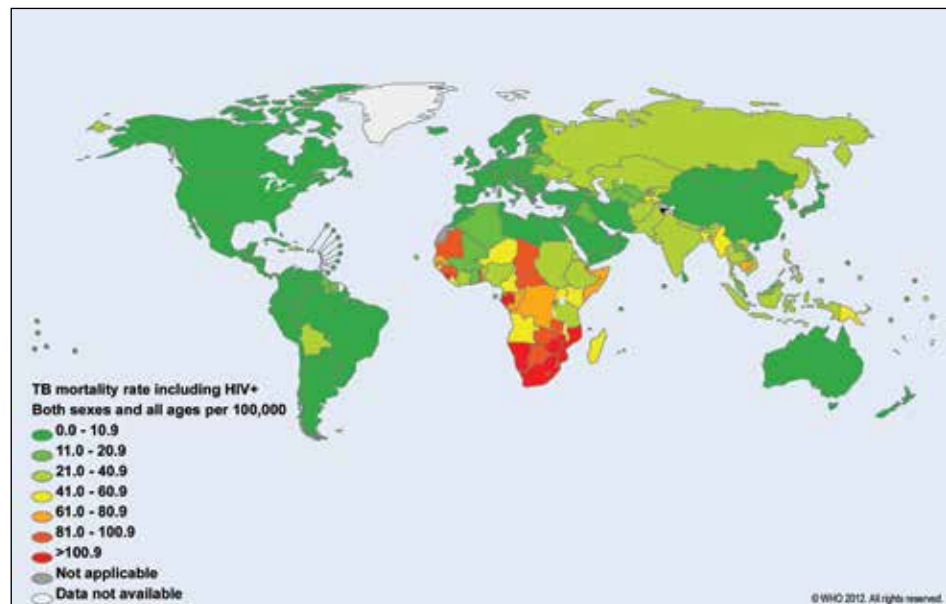 TB mortality rate including HIV+
Both sexes and all ages per 100,000
0.0 - 10.9
11.0 - 20.9
21.0 - 40.9
41.0 - 60.9
61.0 - 80.9
81.0 - 100.9
>100.9
Not applicable
Data not available
© WHO 2012. All rights reserved.